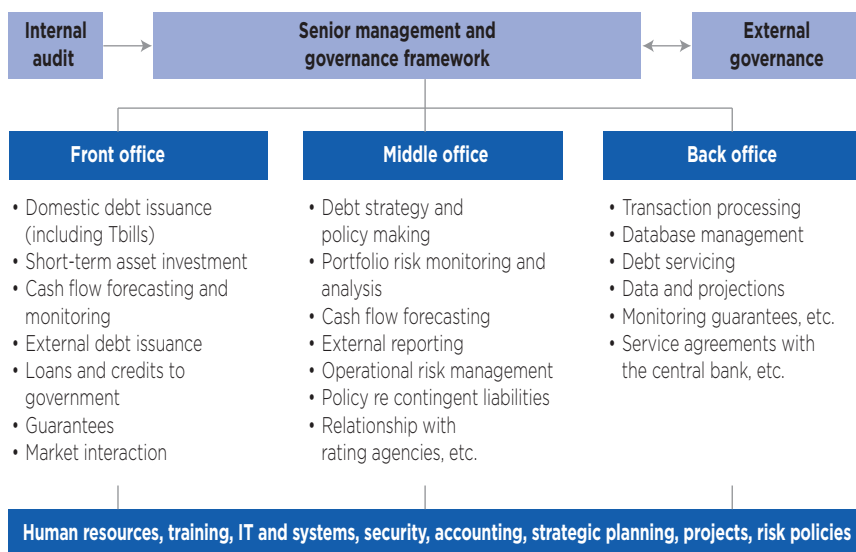 Internal
audit
Senior management and
governance framework
External
governance
Front office
• Domestic debt issuance
(including Tbills)
• Short-term asset investment
• Cash flow forecasting and
monitoring
• External debt issuance
• Loans and credits to
government
• Guarantees
• Market interaction
Middle office
• Debt strategy and
policy making
• Portfolio risk monitoring and
analysis
• Cash flow forecasting
• External reporting
• Operational risk management
• Policy re contingent liabilities
• Relationship with
rating agencies, etc.
Back office
• Transaction processing
• Database management
• Debt servicing
• Data and projections
• Monitoring guarantees, etc.
• Service agreements with
the central bank, etc.
Human resources, training, IT and systems, security, accounting, strategic planning, projects, risk policies